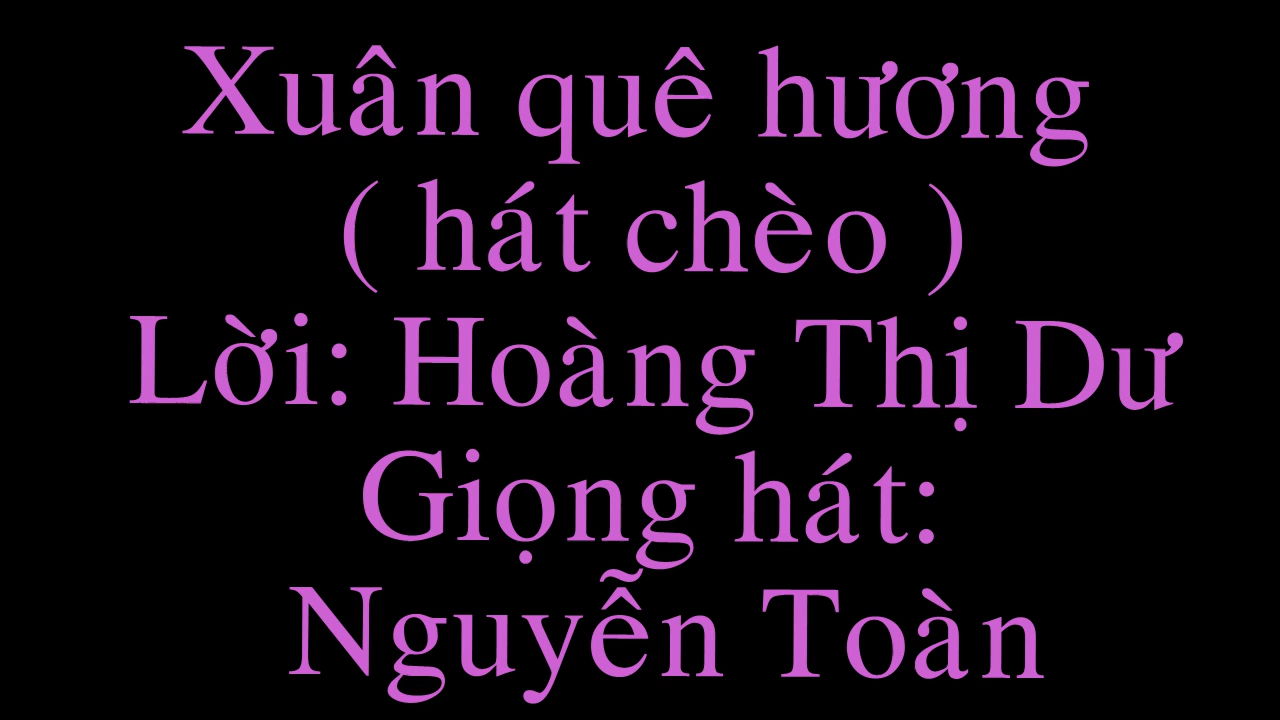 Xuân quê hương
( hát chèo )
Lời: Hoàng Thị Dư
Giọng hát:
Nguyễn Toàn